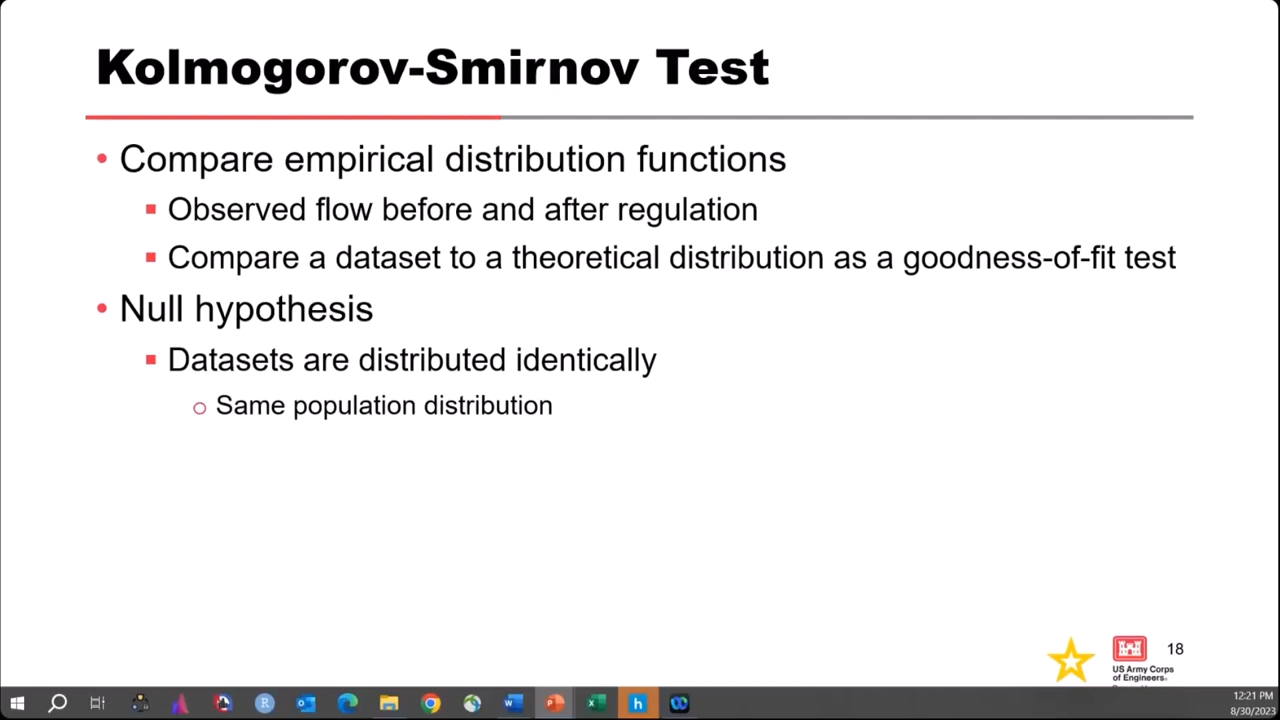 Kolmogorov-Smirnov Test
Compare empirical distribution functions
Observed flow before and after regulation
Compare a dataset to a theoretical distribution as a goodness-of-fit test
Null hypothesis
Datasets are distributed identically
Same population distribution
18
US Army Corps
of Engineers®
12:21 PM
8/30/2023